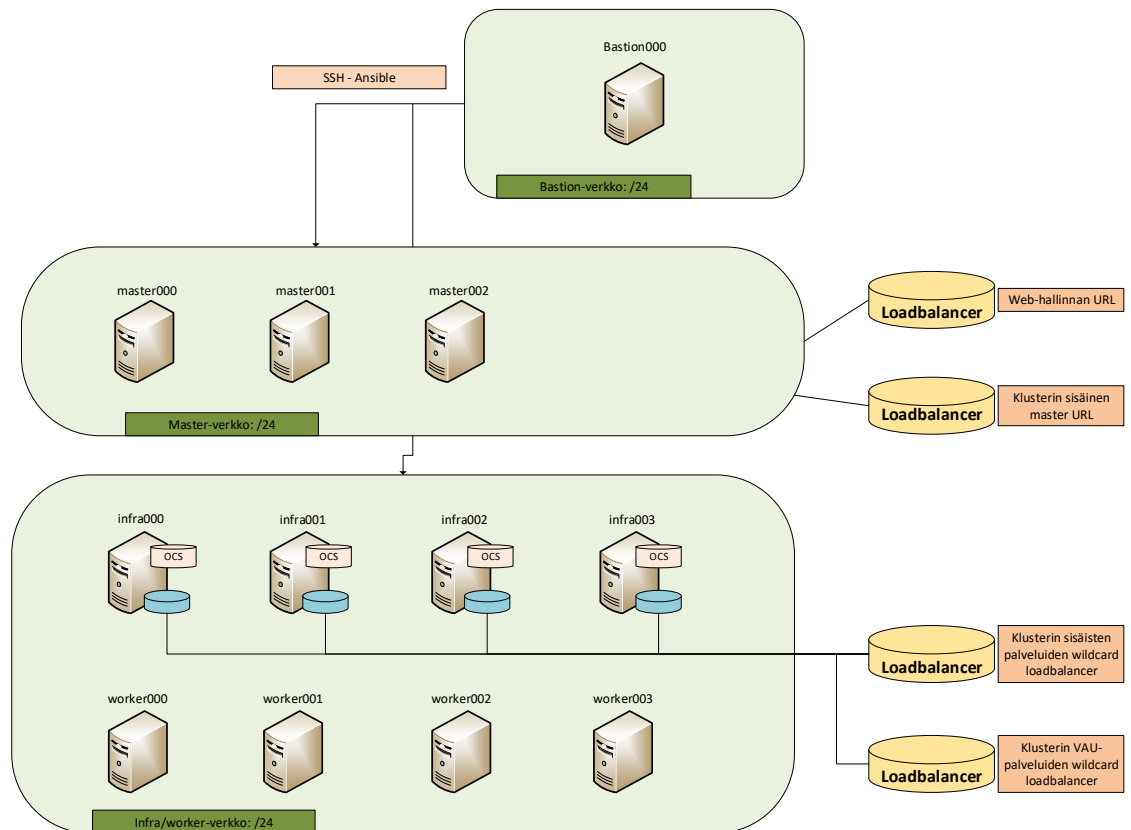 Bastion000
SSH - Ansible
Bastion-verkko: /24
master000
master001
master002
Master-verkko: /24
Loadbalancer
Web-hallinnan URL
Loadbalancer
Klusterin sisäinen
master URL
infra000
infra001
infra002
infra003
OCS
OCS
OCS
OCS
Loadbalancer
Klusterin sisäisten
palveluiden wildcard
loadbalancer
worker000
worker001
worker002
worker003
Loadbalancer
Klusterin VAU-
palveluiden wildcard
loadbalancer
Infra/worker-verkko: /24